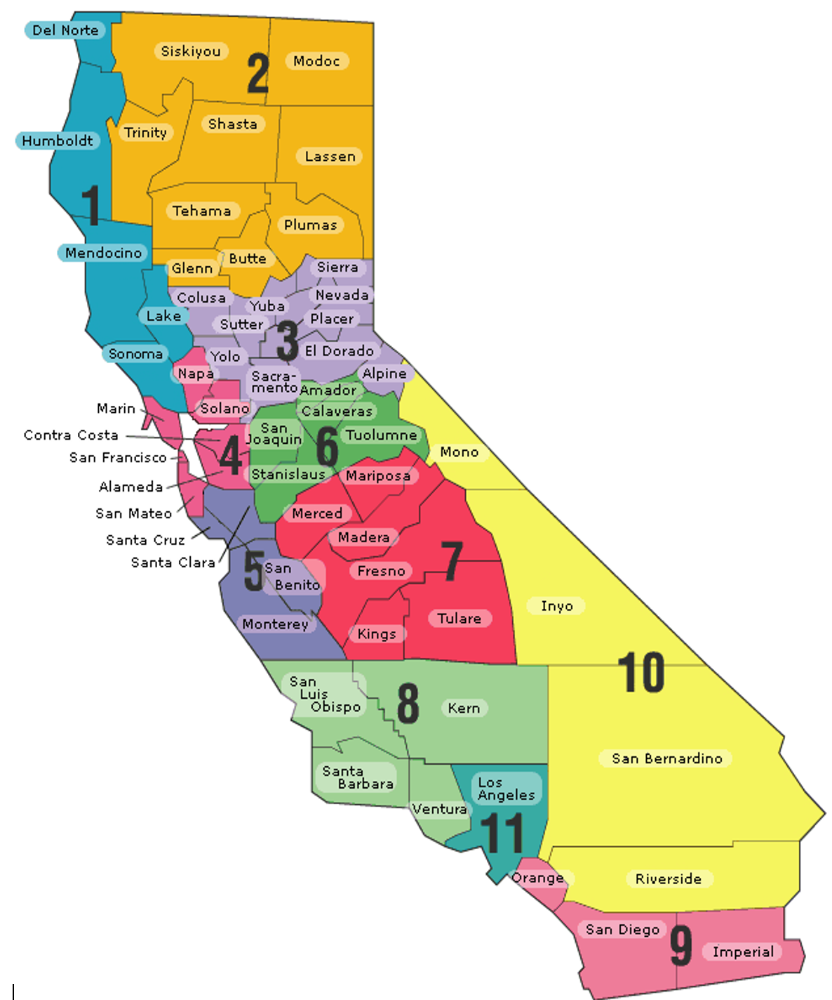 Del Norte
Siskiyou
2
Modoc
Shasta
Trinity
Humboldt
Lassen
1
Tehama
Plumas
Mendocino
Butte
Glenn
Sierra
Colusa
Nevada
Yuba
Lake
Placer
Sutter
3
El Dorado
Sonoma
Yolo
Napa
Alpine
Sacra-
mento
Amador
Marin
Solano
Calaveras
Contra Costa
San
Joaquin
Tuolumne
4
6
Mono
San Francisco
Stanislaus
Mariposa
Alameda
San Mateo
Merced
Santa Cruz
Madera
Santa Clara
7
5
San
Benito
Fresno
Inyo
Monterey
Tulare
Kings
10
San
Luis
Obispo
8
Kern
San Bernardino
Santa
Barbara
Los
Angeles
Ventura
11
Orange
Riverside
San Diego
9
Imperial